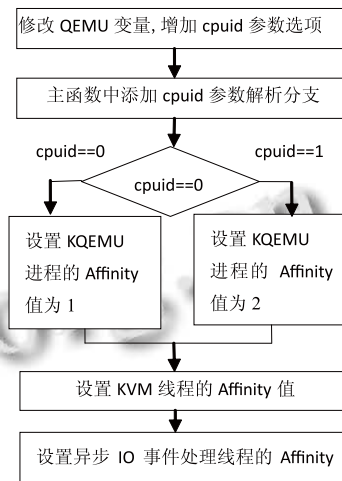 修改 QEMU 变量, 增加 cpuid 参数选项
主函数中添加 cpuid 参数解析分支
cpuid==0
cpuid==1
cpuid==0
设置 KQEMU
进程的 Affinity
值为 1
设置 KQEMU
进程的 Affinity
值为 2
设置 KVM 线程的 Affinity 值
设置异步 IO 事件处理线程的 Affinity